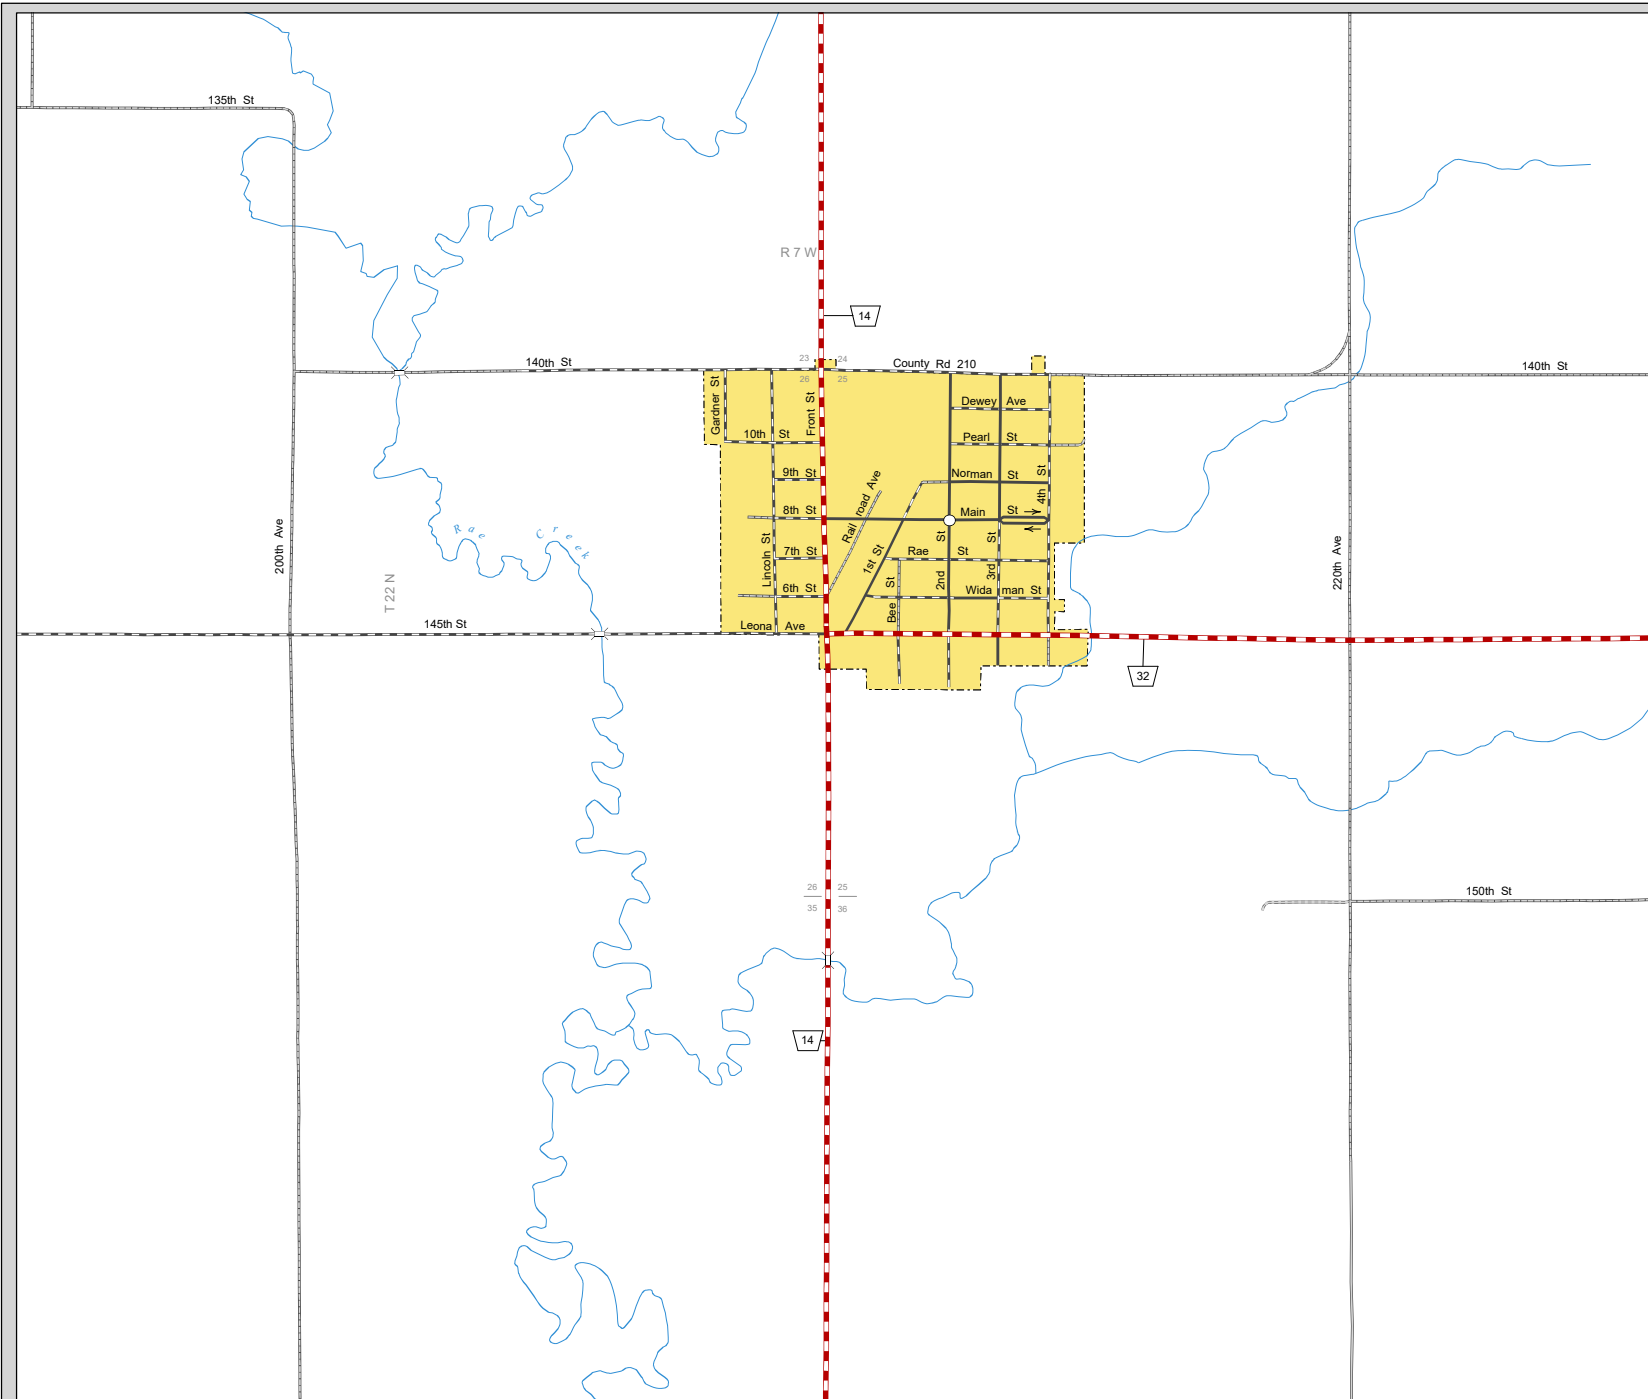 135th St
R 7 W
14
23 24
140th St
County Rd 210
140th St
26 25
Gardner St
Front St
Dewey Ave
10th St
Pearl St
9th St
Norman St
4th St
Rail road Ave
8th St
Main St
Rae Creek
200th Ave
Lincoln St
7th St
1st St
Rae St
2nd St
3rd St
220th Ave
T 22 N
6th St
Bee St
Wida man St
145th St
Leona Ave
32
26 25
35 36
150th St
14